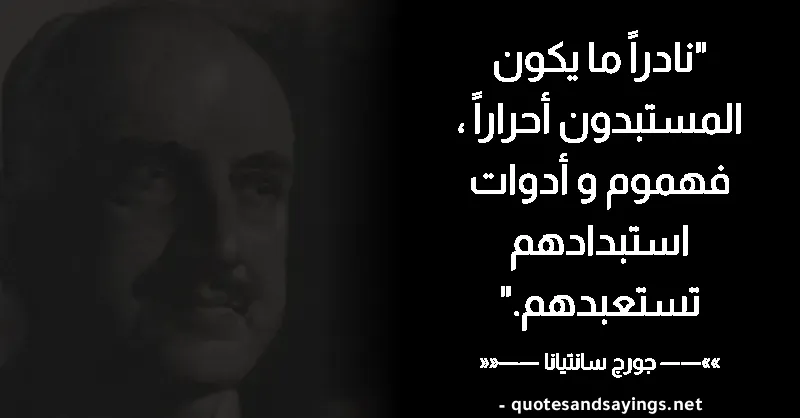 "نادراً ما يكون
المستبدون أحراراً ،
فهموم و أدوات
استبدادهم
تستعبدهم."
»»—— جورج سانتيانا ——««
- quotesandsayings.net